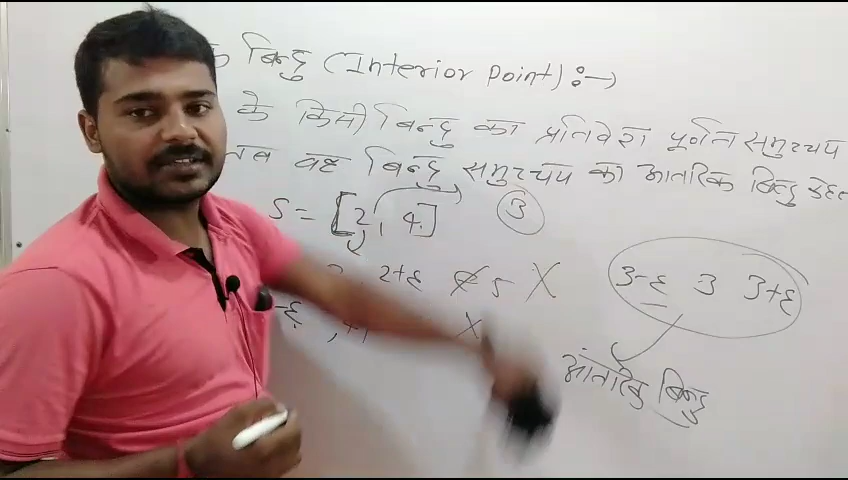 बिन्दु (Interior Point) :→
के किसी बिन्दु का प्रतिवेश पूर्णतः समुच्चय
तब वह बिन्दु समुच्चय का आतरिक बिन्दु कहल
S = [2, 4] 3
2+ε ∉ S X 3-ε 3 3+ε
-ε, X
आंतरिक बिन्दु